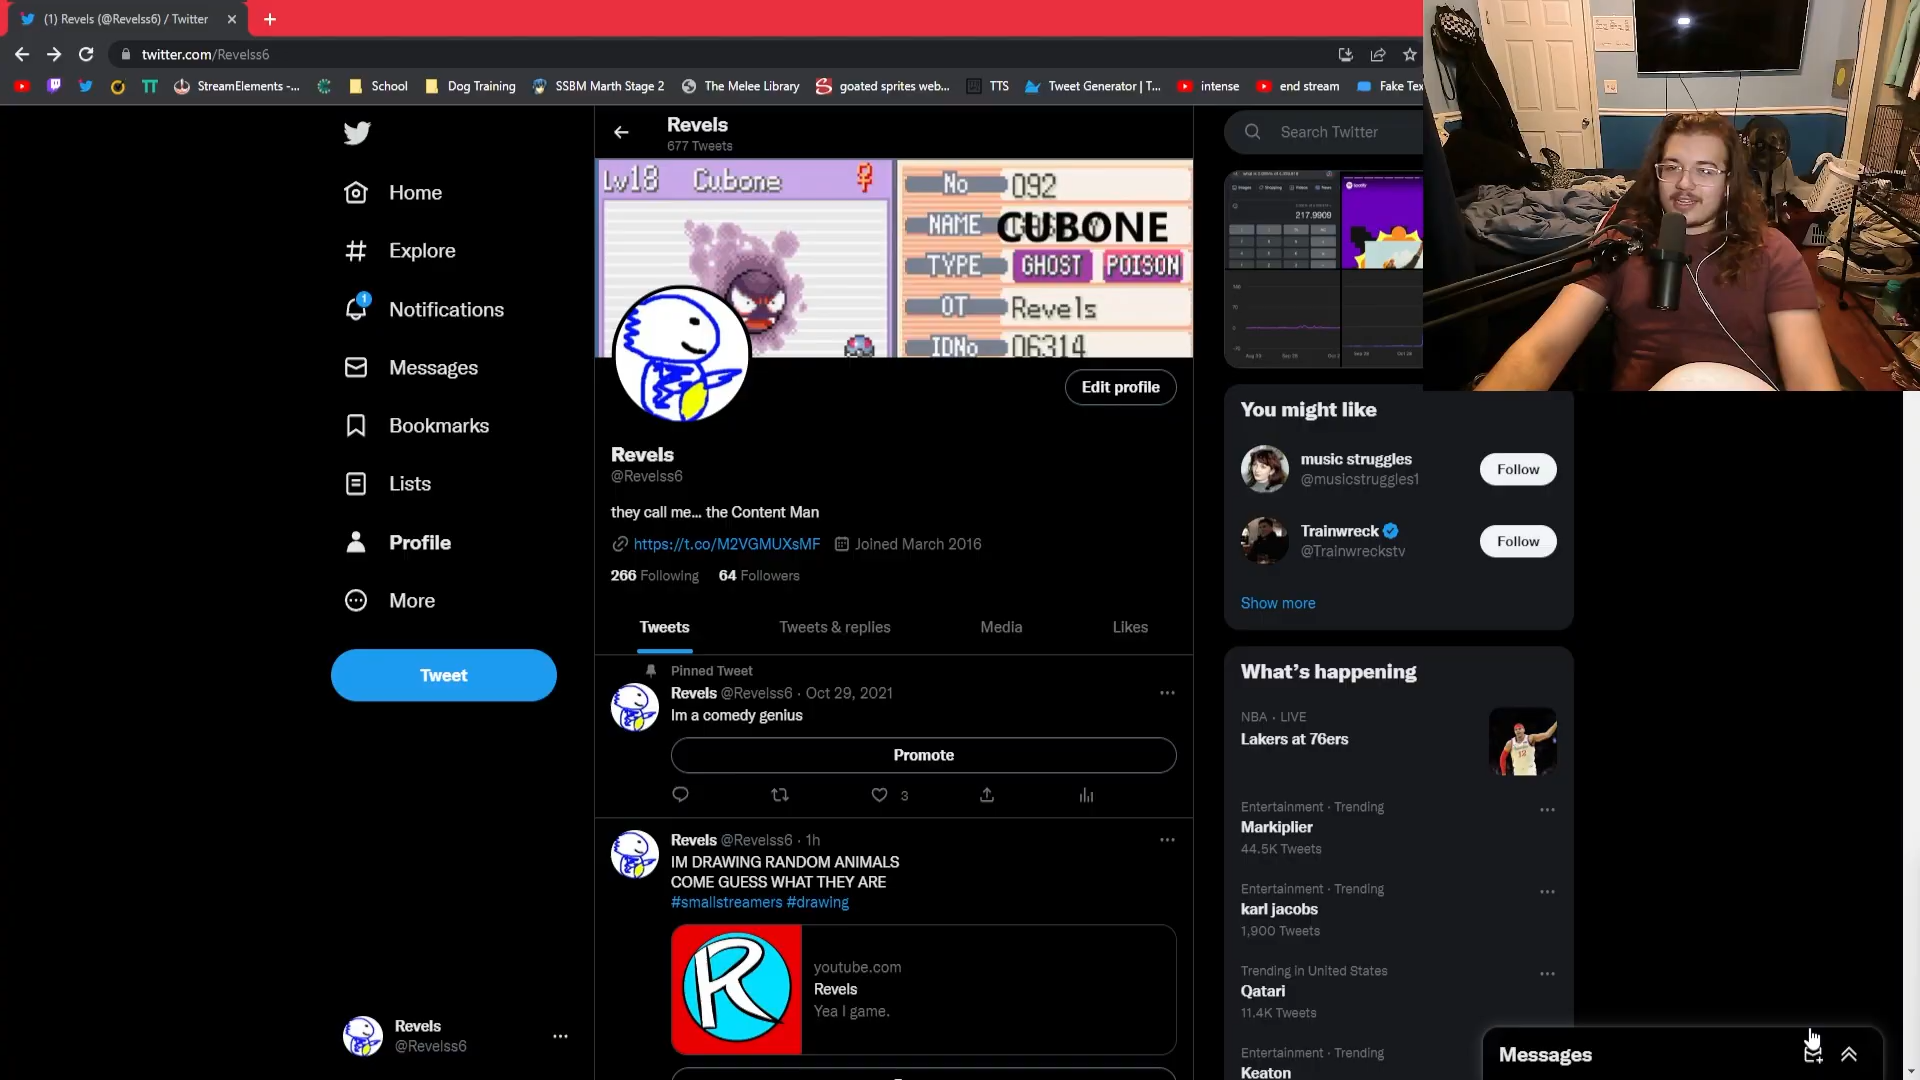 (1) Revels (@Revelss6) / Twitter
twitter.com/Revelss6
StreamElements -...
School
Dog Training
SSBM Marth Stage 2
The Melee Library
goated sprites web...
TTS
Tweet Generator | T...
intense
end stream
Fake Tex
Home
Explore
1
Notifications
Messages
Bookmarks
Lists
Profile
More
Tweet
Revels
@Revelss6
Revels
677 Tweets
Lv18 Cubone
No 092
NAME CUBONE
TYPE GHOST POISON
OT Revels
IDNo 06314
Edit profile
Revels
@Revelss6
they call me... the Content Man
https://t.co/M2VGMUXsMF Joined March 2016
266 Following 64 Followers
Tweets Tweets & replies Media Likes
Pinned Tweet
Revels @Revelss6 · Oct 29, 2021
Im a comedy genius
Promote
3
Revels @Revelss6 · 1h
IM DRAWING RANDOM ANIMALS
COME GUESS WHAT THEY ARE
#smallstreamers #drawing
R
youtube.com
Revels
Yea I game.
Search Twitter
217.9909
You might like
music struggles
@musicstruggles1
Follow
Trainwreck
@Trainwreckstv
Follow
Show more
What's happening
NBA · LIVE
Lakers at 76ers
Entertainment · Trending
Markiplier
44.5K Tweets
Entertainment · Trending
karl jacobs
1,900 Tweets
Trending in United States
Qatari
11.4K Tweets
Entertainment · Trending
Keaton
Messages